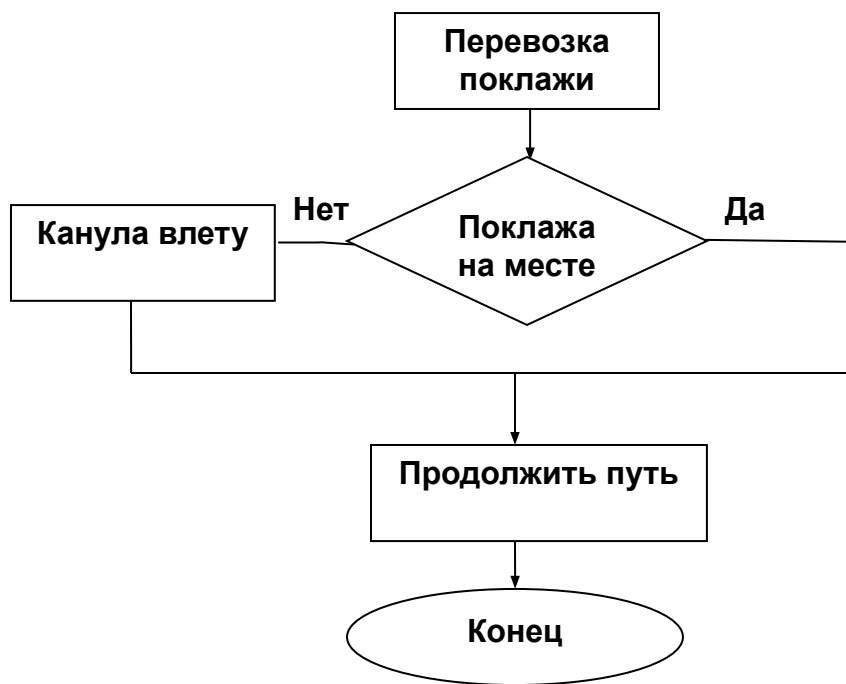 Перевозка
поклажи
Нет
Да
Канула влету
Поклажа
на месте
Продолжить путь
Конец